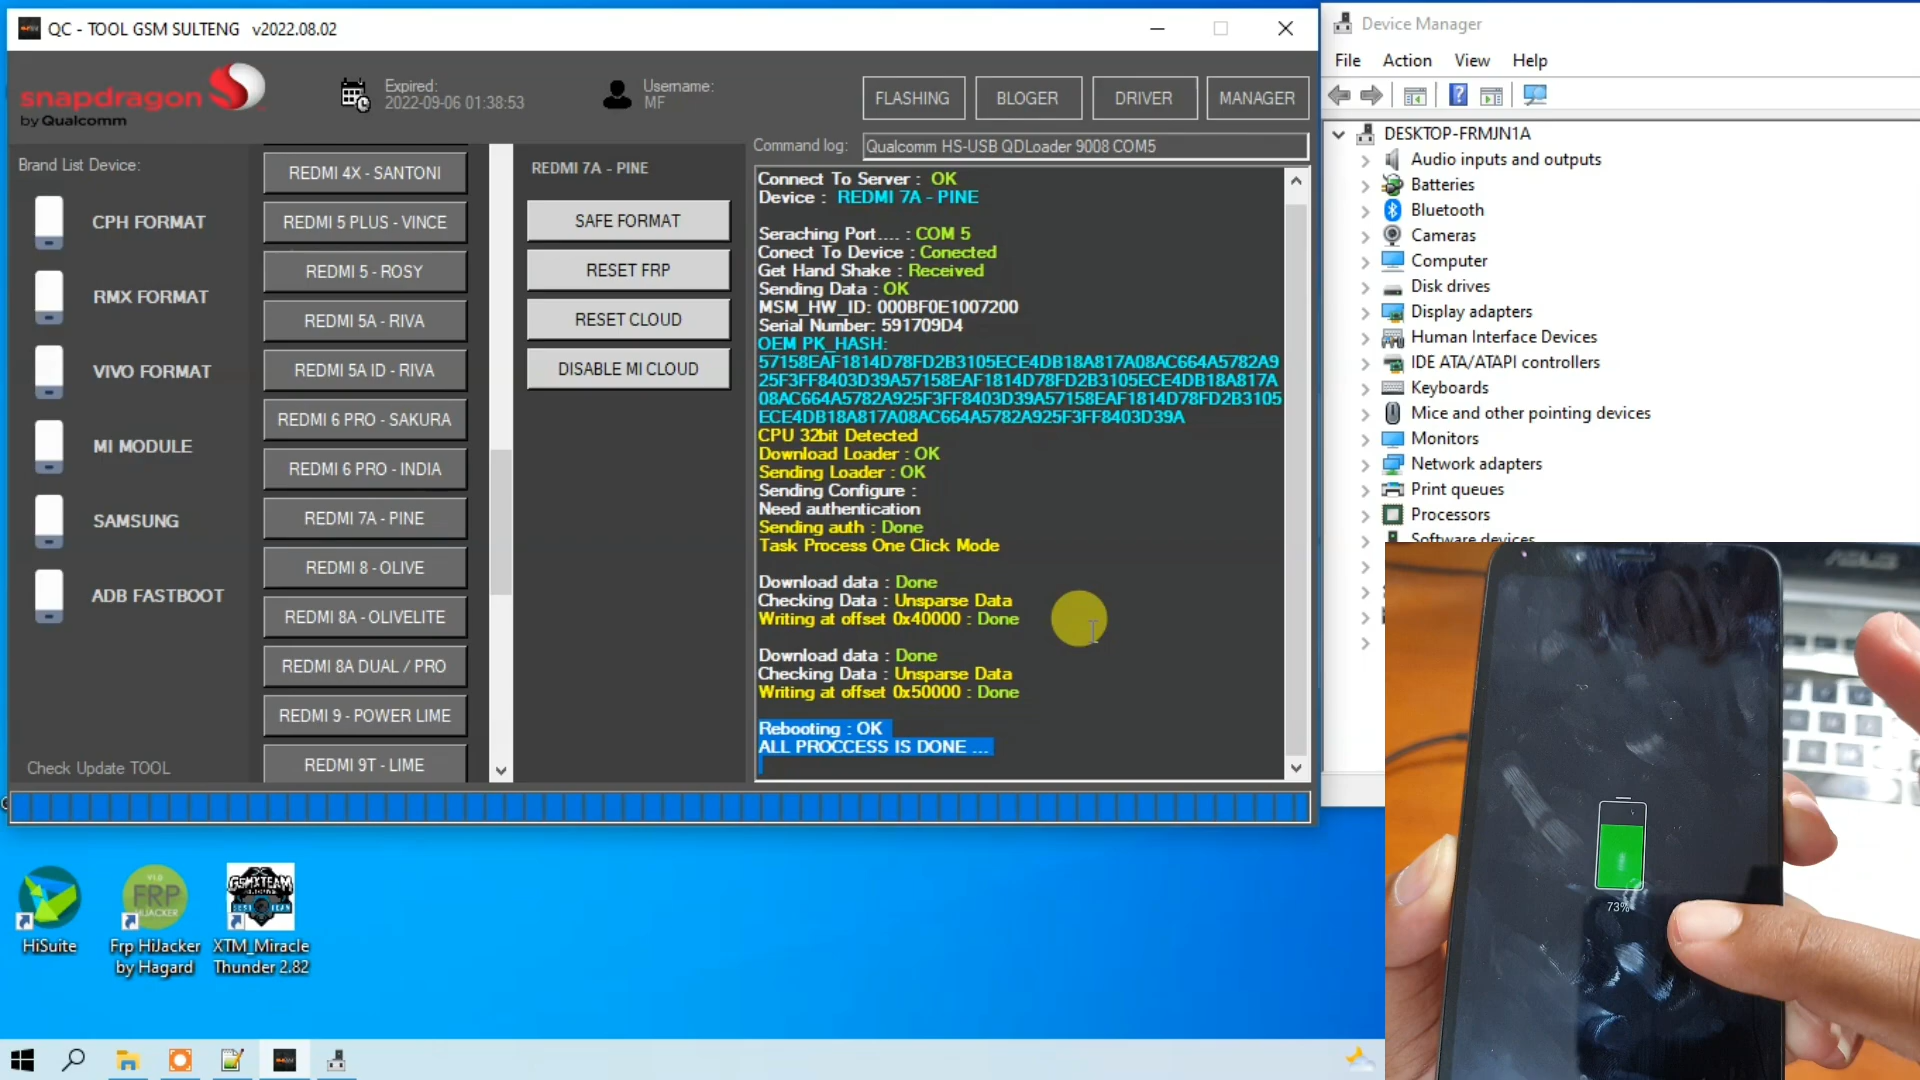 QC - TOOL GSM SULTENG v2022.08.02
snapdragon
by Qualcomm
Expired:
2022-09-06 01:38:53
Username:
MF
FLASHING
BLOGER
DRIVER
MANAGER
Command log:
Qualcomm HS-USB QDLoader 9008 COM5
Brand List Device:
CPH FORMAT
RMX FORMAT
VIVO FORMAT
MI MODULE
SAMSUNG
ADB FASTBOOT
Check Update TOOL
REDMI 4X - SANTONI
REDMI 5 PLUS - VINCE
REDMI 5 - ROSY
REDMI 5A - RIVA
REDMI 5A ID - RIVA
REDMI 6 PRO - SAKURA
REDMI 6 PRO - INDIA
REDMI 7A - PINE
REDMI 8 - OLIVE
REDMI 8A - OLIVELITE
REDMI 8A DUAL / PRO
REDMI 9 - POWER LIME
REDMI 9T - LIME
REDMI 7A - PINE
SAFE FORMAT
RESET FRP
RESET CLOUD
DISABLE MI CLOUD
Connect To Server : OK
Device : REDMI 7A - PINE
Seraching Port.... : COM 5
Conect To Device : Conected
Get Hand Shake : Received
Sending Data : OK
MSM_HW_ID: 000BF0E1007200
Serial Number: 591709D4
OEM PK_HASH:
57158EAF1814D78FD2B3105ECE4DB18A817A08AC664A5782A9
25F3FF8403D39A57158EAF1814D78FD2B3105ECE4DB18A817A
08AC664A5782A925F3FF8403D39A57158EAF1814D78FD2B3105
ECE4DB18A817A08AC664A5782A925F3FF8403D39A
CPU 32bit Detected
Download Loader : OK
Sending Loader : OK
Sending Configure :
Need authentication
Sending auth : Done
Task Process One Click Mode
Download data : Done
Checking Data : Unsparse Data
Writing at offset 0x40000 : Done
Download data : Done
Checking Data : Unsparse Data
Writing at offset 0x50000 : Done
Rebooting : OK
ALL PROCCESS IS DONE ...
Device Manager
File Action View Help
DESKTOP-FRMJN1A
Audio inputs and outputs
Batteries
Bluetooth
Cameras
Computer
Disk drives
Display adapters
Human Interface Devices
IDE ATA/ATAPI controllers
Keyboards
Mice and other pointing devices
Monitors
Network adapters
Print queues
Processors
Software devices
ASUS
73%
HiSuite
V1.0
FRP
HIJACKER
Frp HiJacker
by Hagard
GSMXTEAM
XTM_Miracle
Thunder 2.82